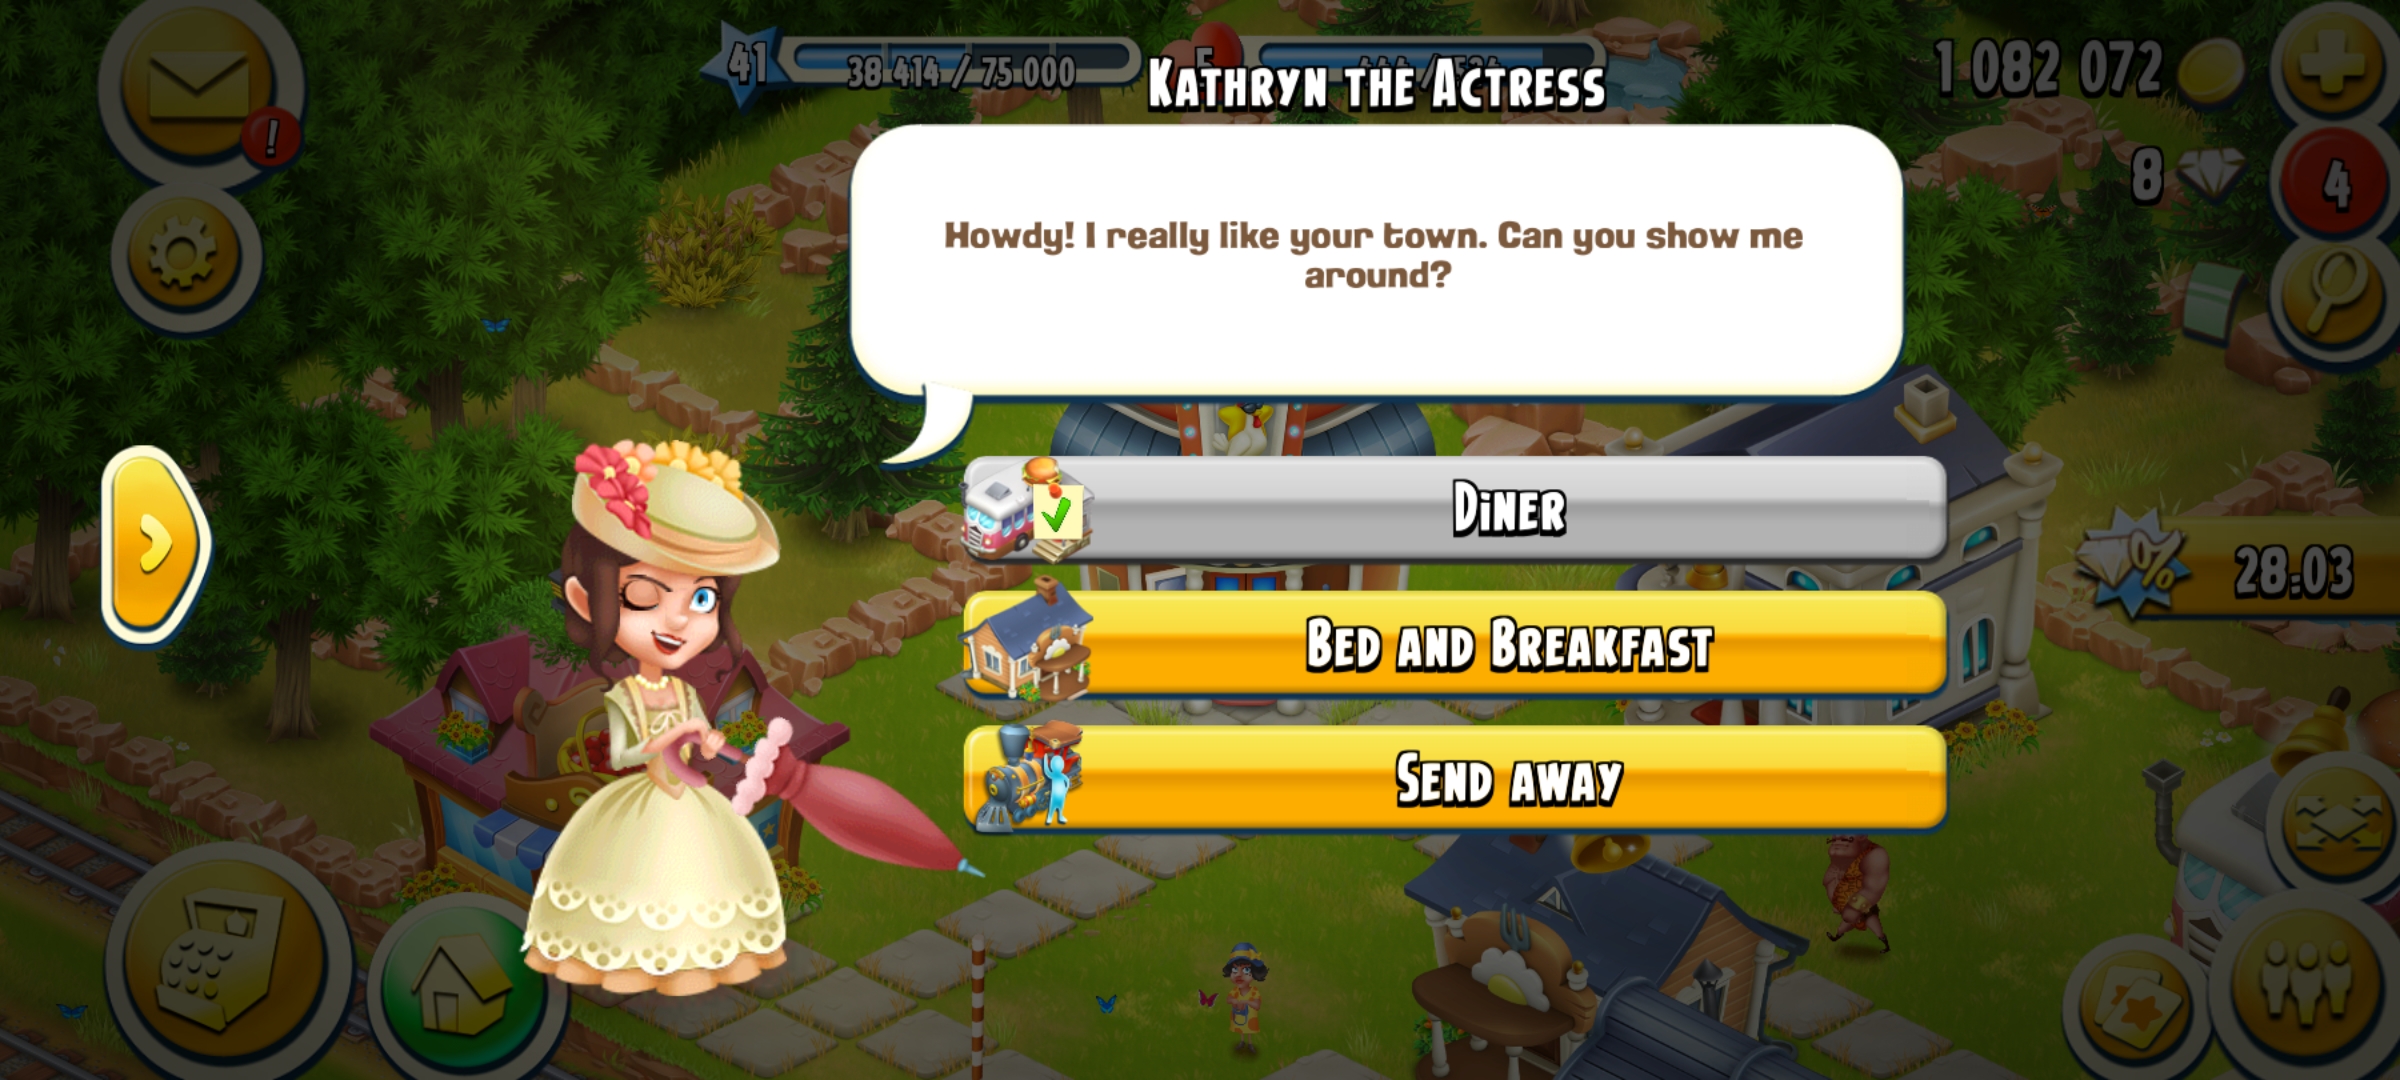 41
38 414 / 75 000
5
1 082 072
Kathryn the Actress
8
4
Howdy! I really like your town. Can you show me
around?
Diner
%
28:03
Bed and Breakfast
Send away